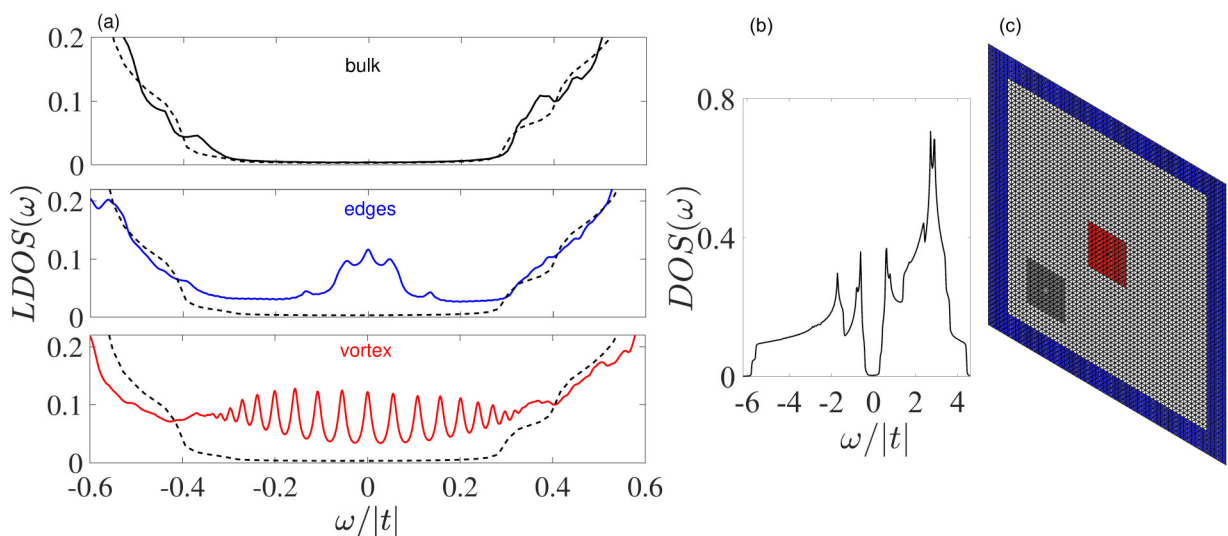 (a)
0.2
0.1
0
bulk
LDOS(ω)
0.2
0.1
0
edges
0.2
0.1
0
vortex
-0.6 -0.4 -0.2 0 0.2 0.4 0.6
ω/|t|
(b)
DOS(ω)
0.8
0.4
0
-6 -4 -2 0 2 4
ω/|t|
(c)